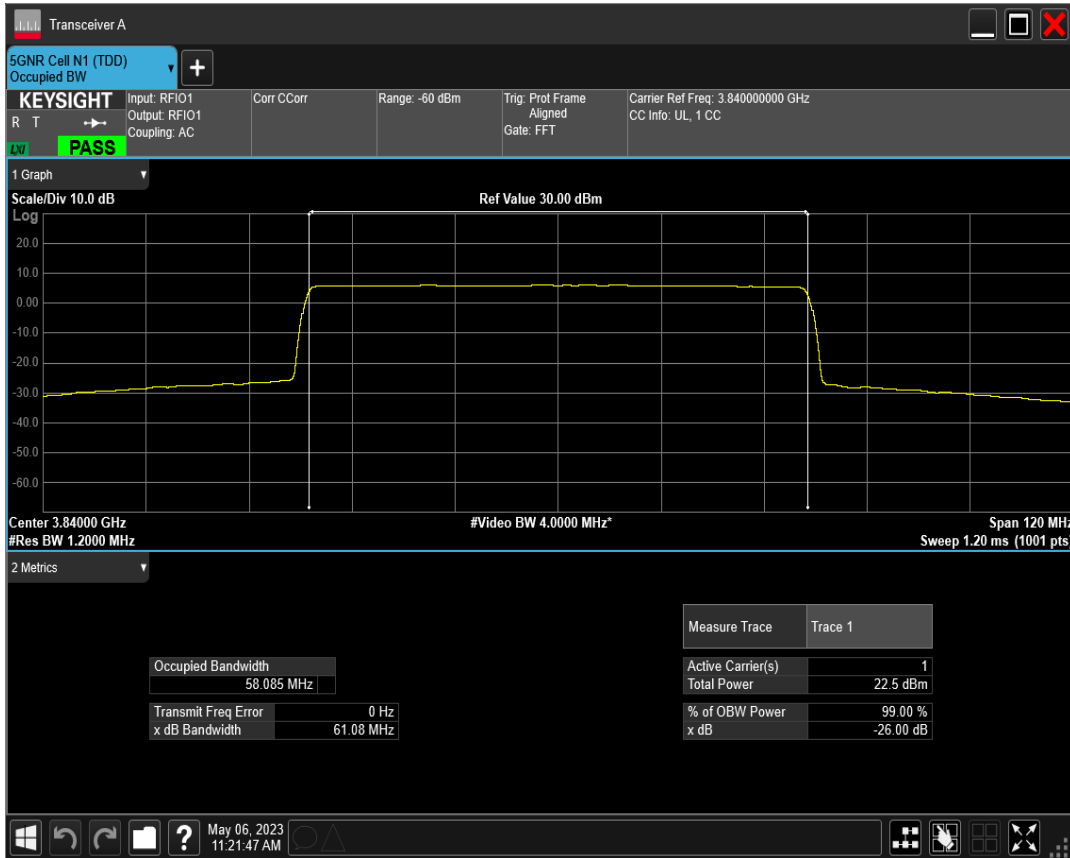 Transceiver A
5GNR Cell N1 (TDD)
Occupied BW
+
KEYSIGHT
R T
LXI
PASS
Input: RFIO1
Output: RFIO1
Coupling: AC
Corr CCorr
Range: -60 dBm
Trig: Prot Frame
Aligned
Gate: FFT
Carrier Ref Freq: 3.840000000 GHz
CC Info: UL, 1 CC
1 Graph
Scale/Div 10.0 dB
Ref Value 30.00 dBm
Log
20.0
10.0
0.00
-10.0
-20.0
-30.0
-40.0
-50.0
-60.0
Center 3.84000 GHz
#Video BW 4.0000 MHz*
Span 120 MHz
#Res BW 1.2000 MHz
Sweep 1.20 ms (1001 pts)
2 Metrics
Measure Trace Trace 1
Occupied Bandwidth
58.085 MHz
Active Carrier(s) 1
Total Power 22.5 dBm
Transmit Freq Error 0 Hz
x dB Bandwidth 61.08 MHz
% of OBW Power 99.00 %
x dB -26.00 dB
?
May 06, 2023
11:21:47 AM